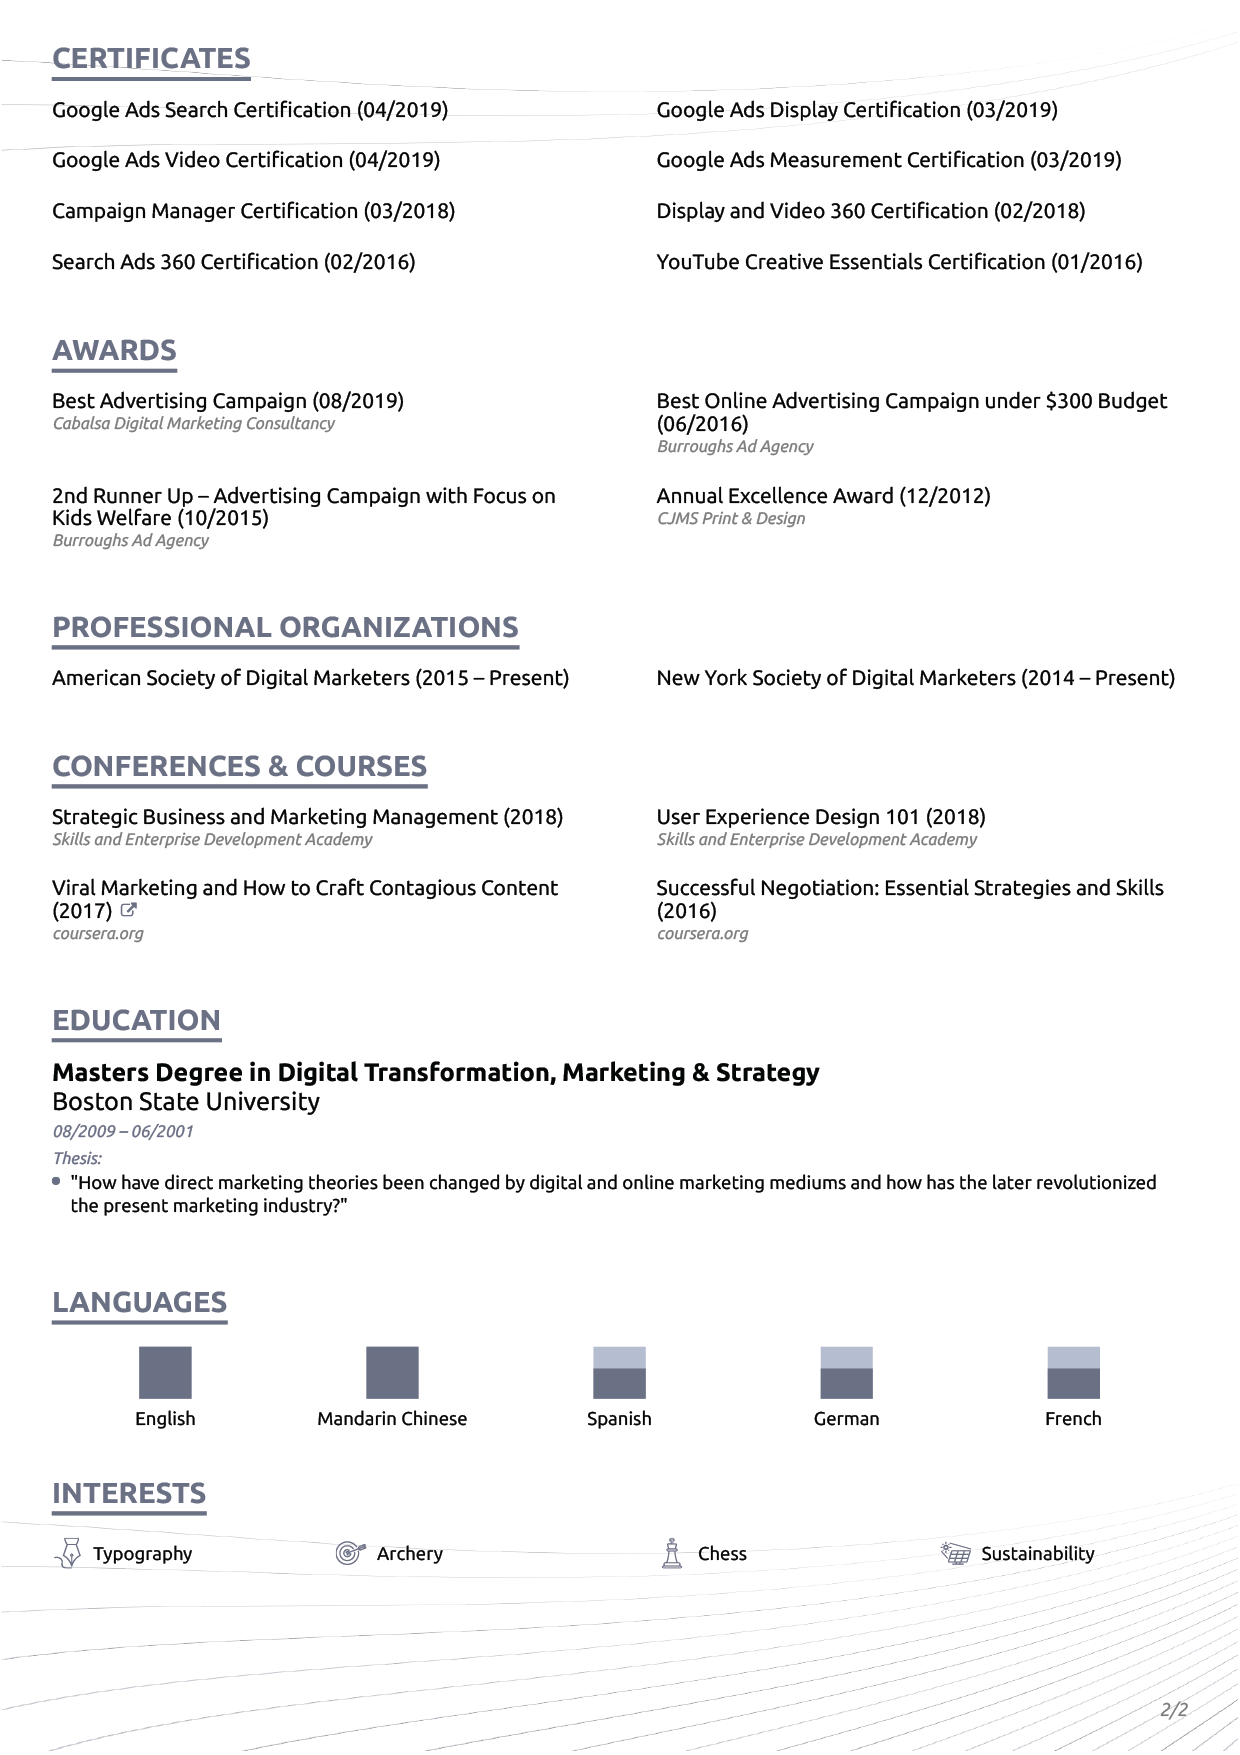 CERTIFICATES
Google Ads Search Certification (04/2019)
Google Ads Display Certification (03/2019)
Google Ads Video Certification (04/2019)
Google Ads Measurement Certification (03/2019)
Campaign Manager Certification (03/2018)
Display and Video 360 Certification (02/2018)
Search Ads 360 Certification (02/2016)
YouTube Creative Essentials Certification (01/2016)
AWARDS
Best Advertising Campaign (08/2019)
Cabalsa Digital Marketing Consultancy
Best Online Advertising Campaign under $300 Budget
(06/2016)
Burroughs Ad Agency
2nd Runner Up – Advertising Campaign with Focus on
Kids Welfare (10/2015)
Burroughs Ad Agency
Annual Excellence Award (12/2012)
CJMS Print & Design
PROFESSIONAL ORGANIZATIONS
American Society of Digital Marketers (2015 – Present)
New York Society of Digital Marketers (2014 – Present)
CONFERENCES & COURSES
Strategic Business and Marketing Management (2018)
Skills and Enterprise Development Academy
User Experience Design 101 (2018)
Skills and Enterprise Development Academy
Viral Marketing and How to Craft Contagious Content
(2017)
coursera.org
Successful Negotiation: Essential Strategies and Skills
(2016)
coursera.org
EDUCATION
Masters Degree in Digital Transformation, Marketing & Strategy
Boston State University
08/2009 – 06/2001
Thesis:
"How have direct marketing theories been changed by digital and online marketing mediums and how has the later revolutionized
the present marketing industry?"
LANGUAGES
English
Mandarin Chinese
Spanish
German
French
INTERESTS
Typography
Archery
Chess
Sustainability
2/2